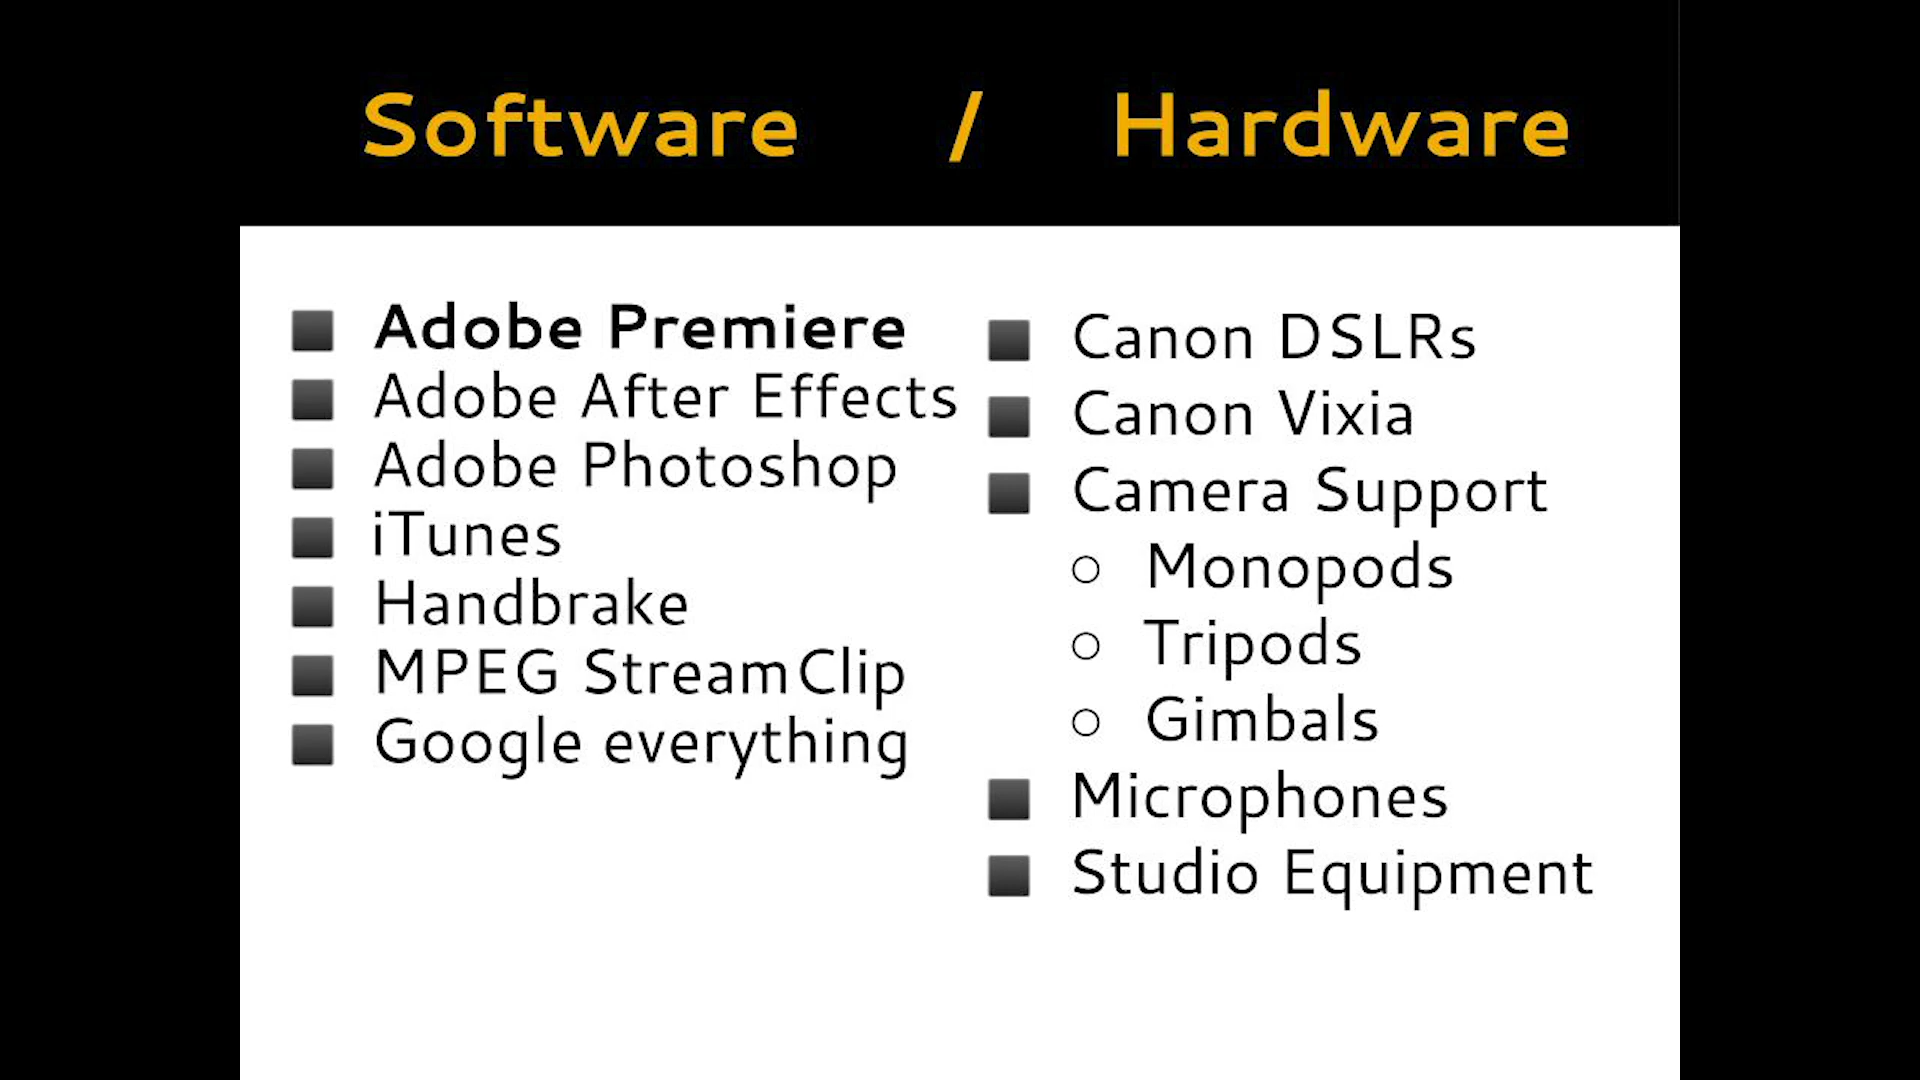 Software / Hardware
Adobe Premiere
Adobe After Effects
Adobe Photoshop
iTunes
Handbrake
MPEG StreamClip
Google everything
Canon DSLRs
Canon Vixia
Camera Support
Monopods
Tripods
Gimbals
Microphones
Studio Equipment